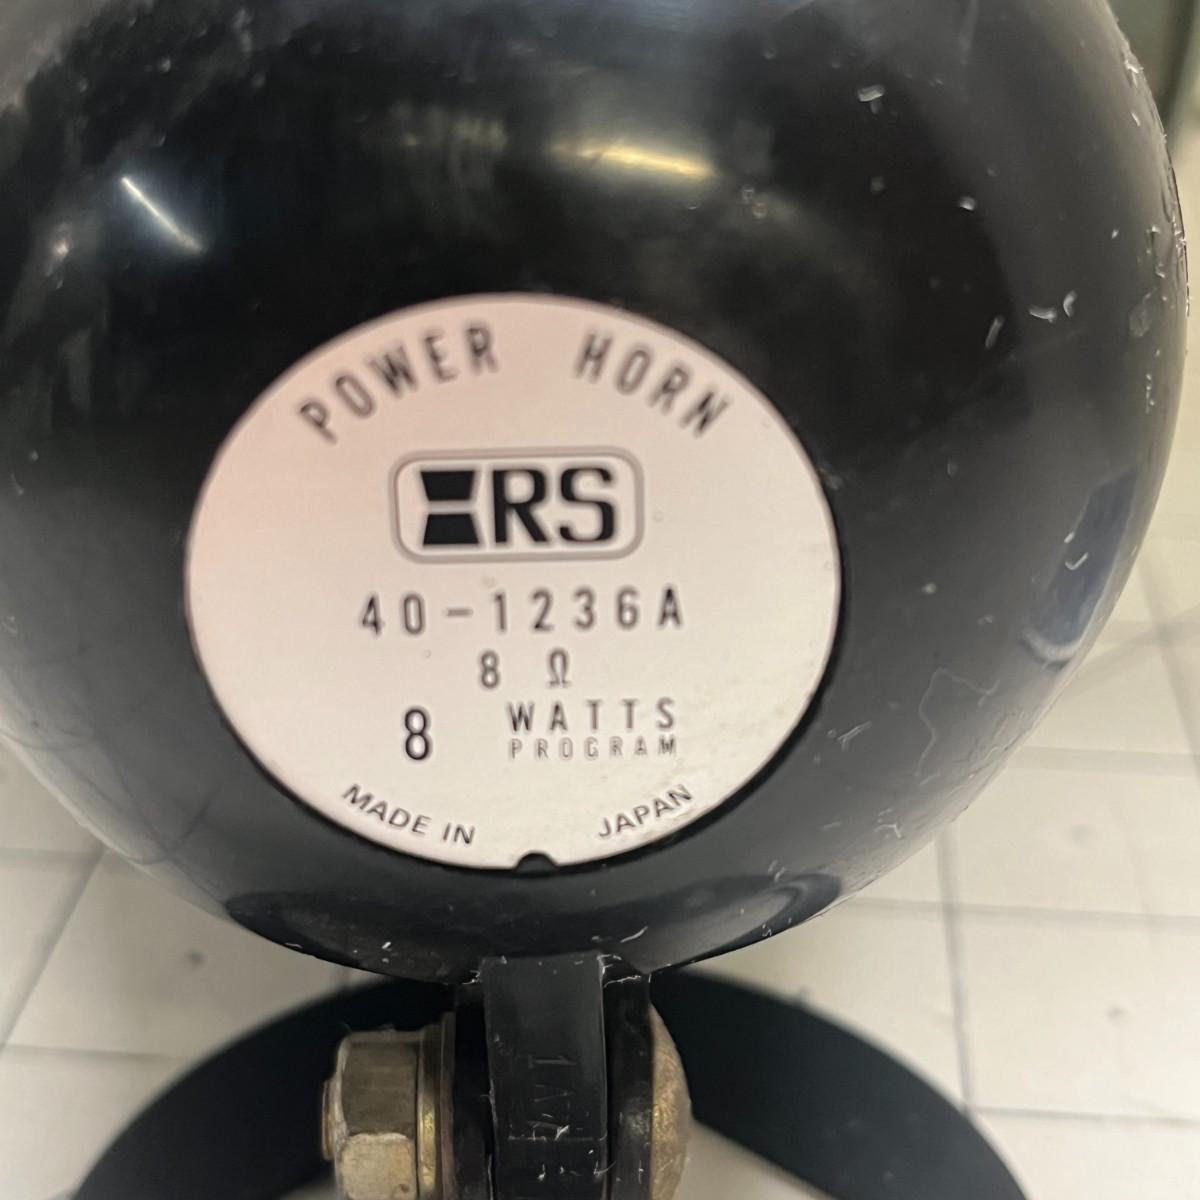 POWER HORN
RS
40-1236A
8 Ω
8 WATTS
PROGRAM
MADE IN JAPAN